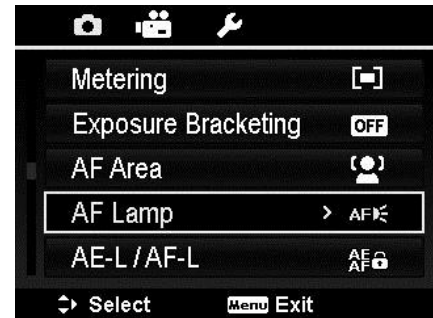 Metering
Exposure Bracketing OFF
AF Area
AF Lamp > AF
AE-L / AF-L AE AF
Select Menu Exit